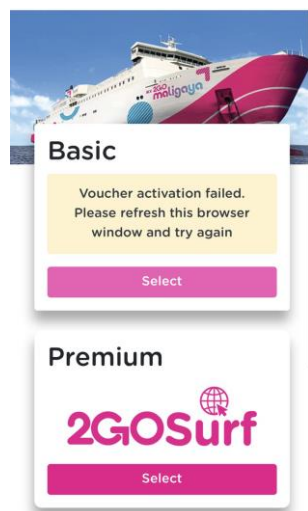 2GO
maligaya
Basic
Voucher activation failed.
Please refresh this browser
window and try again
Select
Premium
2GOSurf
Select